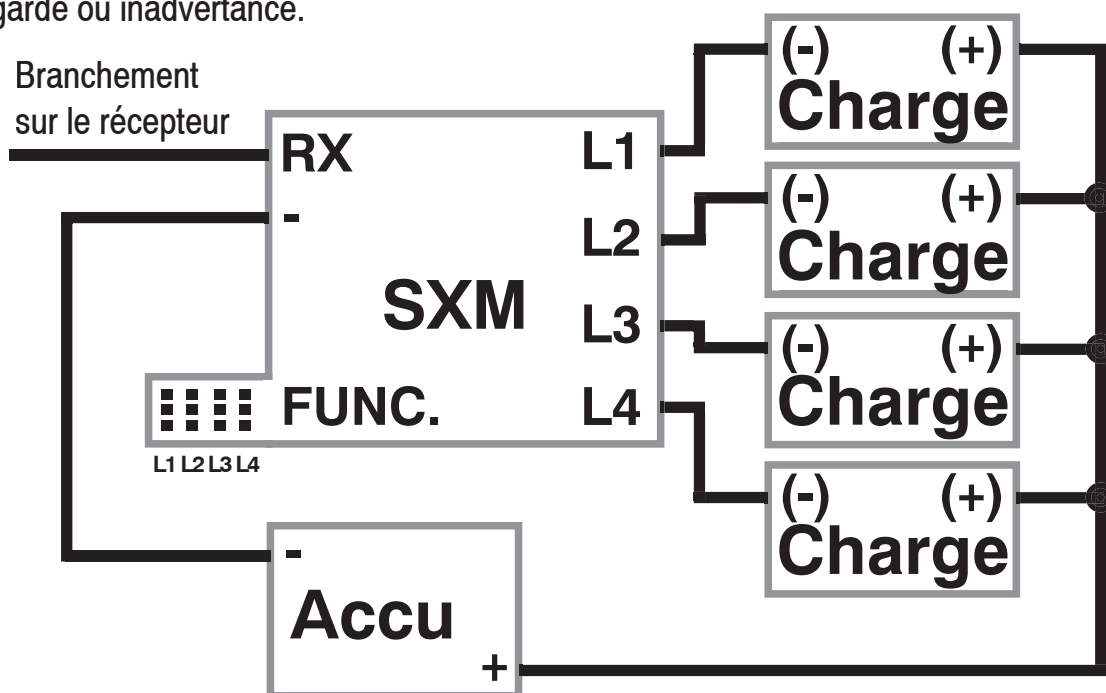 garde ou inadvertance.
Branchement
sur le récepteur
RX
-
SXM
FUNC.
L1
L2
L3
L4
L1 L2 L3 L4
(-) (+)
Charge
(-) (+)
Charge
(-) (+)
Charge
(-) (+)
Charge
-
Accu
+